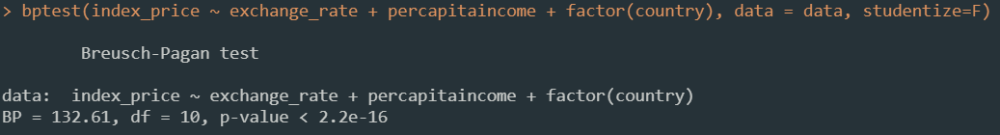 > bptest(index_price ~ exchange_rate + percapitaincome + factor(country), data = data, studentize=F)
Breusch-Pagan test
data:  index_price ~ exchange_rate + percapitaincome + factor(country)
BP = 132.61, df = 10, p-value < 2.2e-16